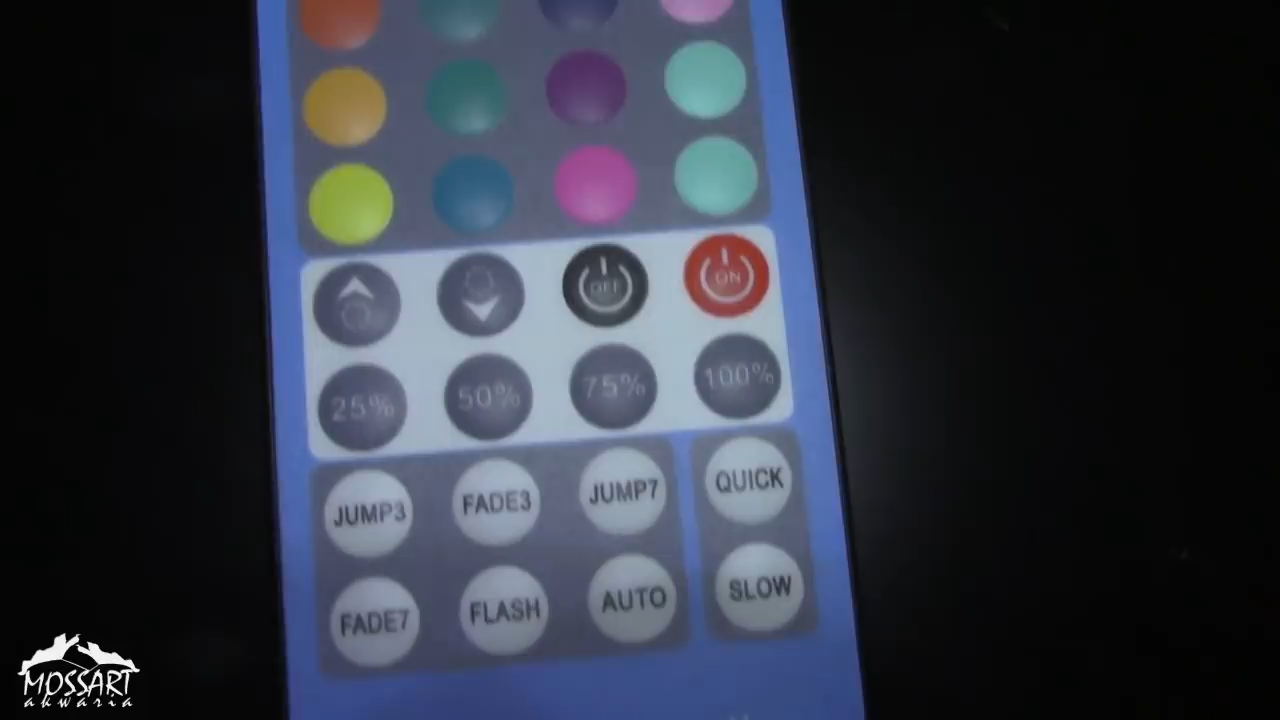 OFF ON
25% 50% 75% 100%
JUMP3 FADE3 JUMP7 QUICK
FADE7 FLASH AUTO SLOW
MOSSART
akwaria